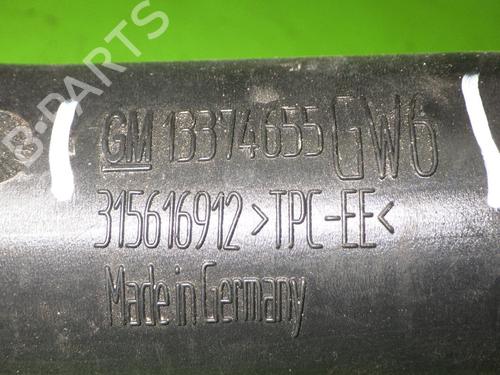 B-PARTS
GM 13374655 GW6
315616912 >TPC-EE<
Made in Germany